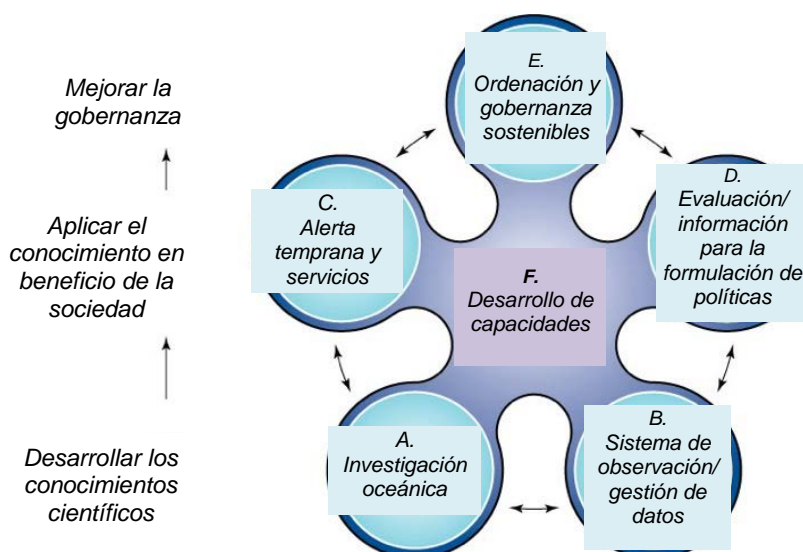 Mejorar la
gobernanza
Aplicar el
conocimiento en
beneficio de la
sociedad
Desarrollar los
conocimientos
científicos
E.
Ordenación y
gobernanza
sostenibles
C.
Alerta
temprana y
servicios
D.
Evaluación/
información
para la
formulación de
políticas
F.
Desarrollo de
capacidades
A.
Investigación
oceánica
B.
Sistema de
observación/
gestión de
datos